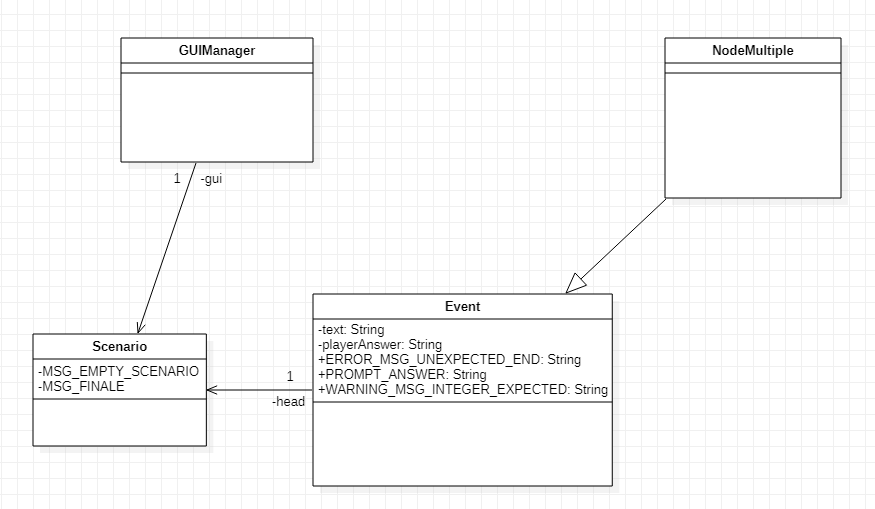 GUIManager
NodeMultiple
1
-gui
Event
-text: String
-playerAnswer: String
+ERROR_MSG_UNEXPECTED_END: String
+PROMPT_ANSWER: String
+WARNING_MSG_INTEGER_EXPECTED: String
Scenario
-MSG_EMPTY_SCENARIO
-MSG_FINALE
1
-head